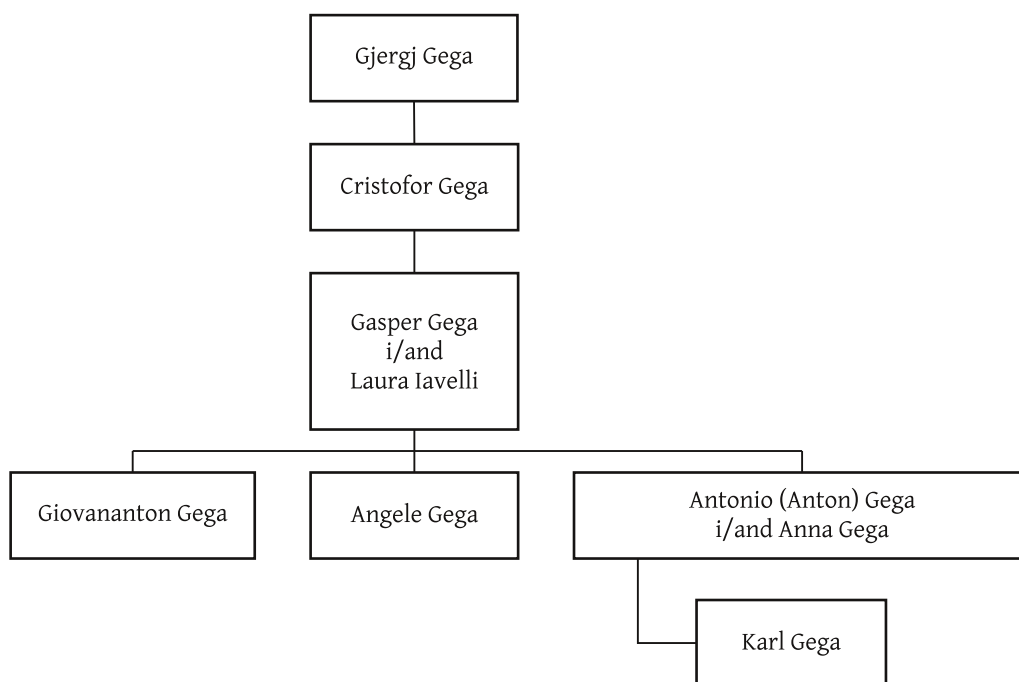 Gjergj Gega
Cristofor Gega
Gasper Gega
i/and
Laura Iavelli
Giovananton Gega
Angele Gega
Antonio (Anton) Gega
i/and Anna Gega
Karl Gega